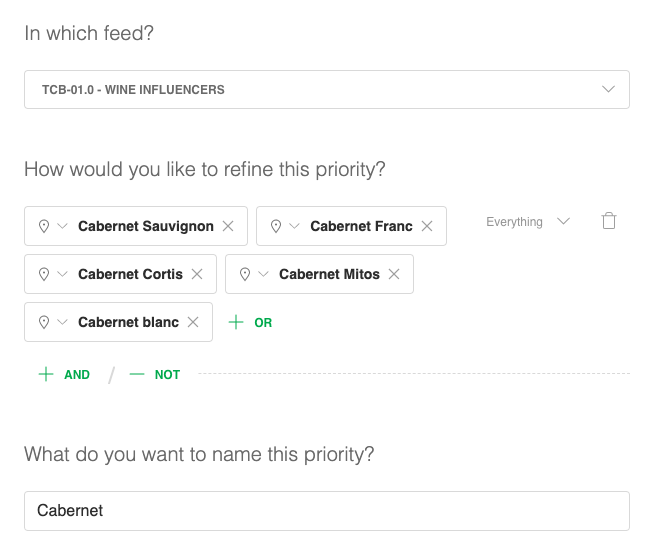 In which feed?
TCB-01.0 - WINE INFLUENCERS
How would you like to refine this priority?
Cabernet Sauvignon Cabernet Franc Everything
Cabernet Cortis Cabernet Mitos
Cabernet blanc + OR
+ AND / — NOT
What do you want to name this priority?
Cabernet